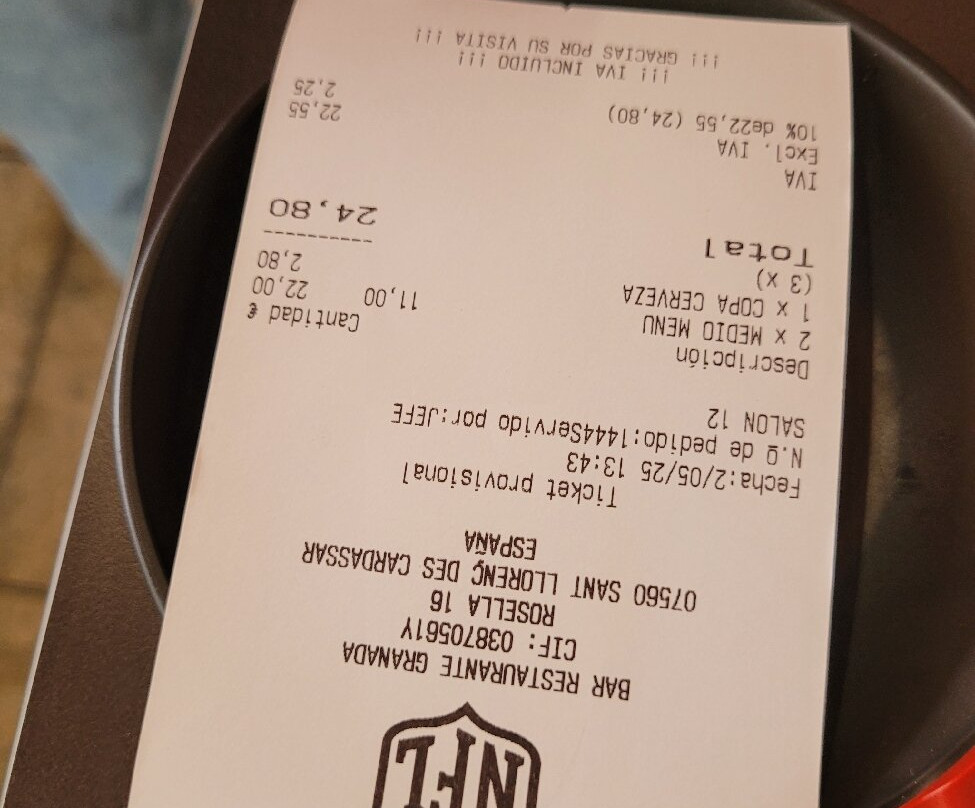 NFL
BAR RESTAURANTE GRANADA
CIF: 03870561Y
ROSELLA 16
07560 SANT LLORENÇ DES CARDASSAR
ESPAÑA
Ticket provisional
Fecha:2/05/25 13:43
N.º de pedido:1444Servido por:JEFE
SALON 12
Descripción Cantidad €
2 x MEDIO MENU 11,00 22,00
1 x COPA CERVEZA 2,80
(3 x)
----------
Total 24,80
IVA
Excl. IVA 22,55
10% de22,55 (24,80) 2,25
!!! IVA INCLUIDO !!!
!!! GRACIAS POR SU VISITA !!!